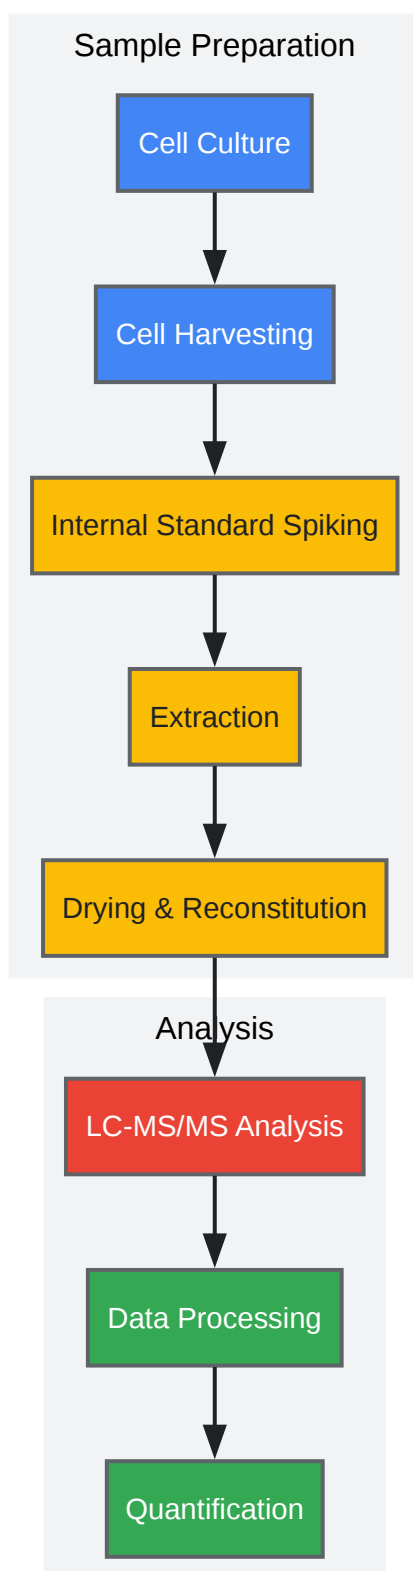 Sample Preparation
Cell Culture
Cell Harvesting
Internal Standard Spiking
Extraction
Drying & Reconstitution
Analysis
LC-MS/MS Analysis
Data Processing
Quantification